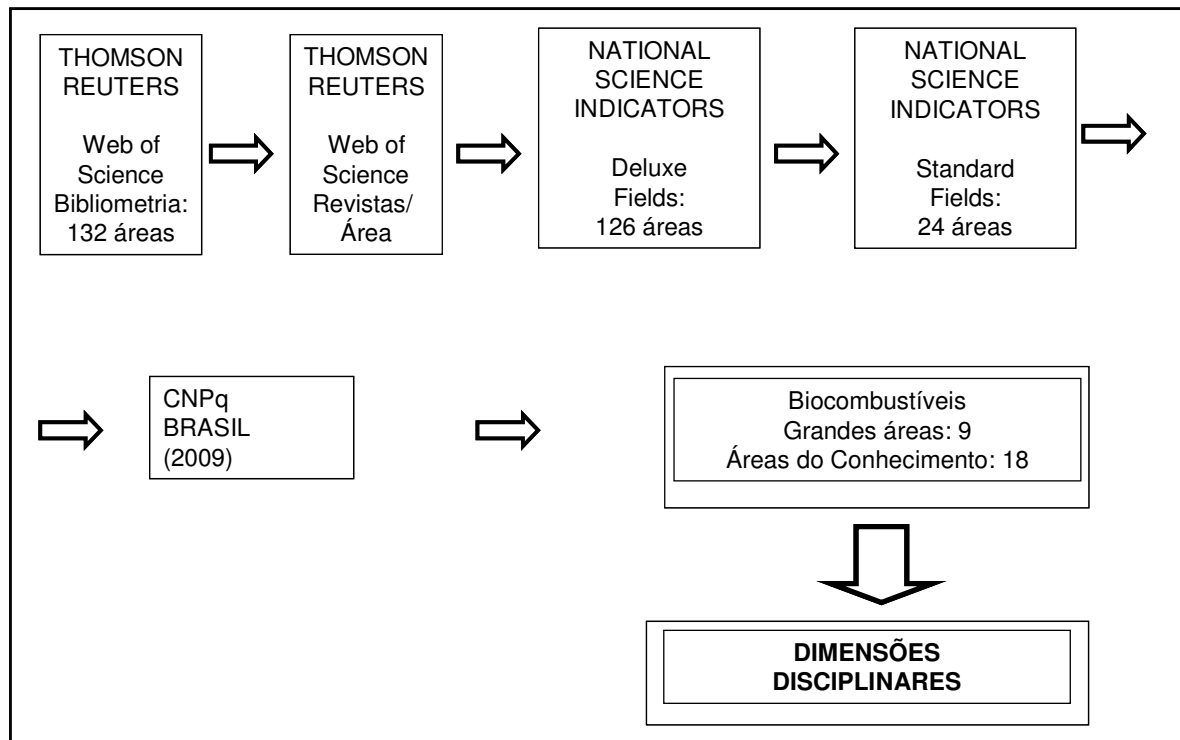 THOMSON
REUTERS
Web of
Science
Bibliometria:
132 áreas
THOMSON
REUTERS
Web of
Science
Revistas/
Área
NATIONAL
SCIENCE
INDICATORS
Deluxe
Fields:
126 áreas
NATIONAL
SCIENCE
INDICATORS
Standard
Fields:
24 áreas
CNPq
BRASIL
(2009)
Biocombustíveis
Grandes áreas: 9
Áreas do Conhecimento: 18
DIMENSÕES
DISCIPLINARES